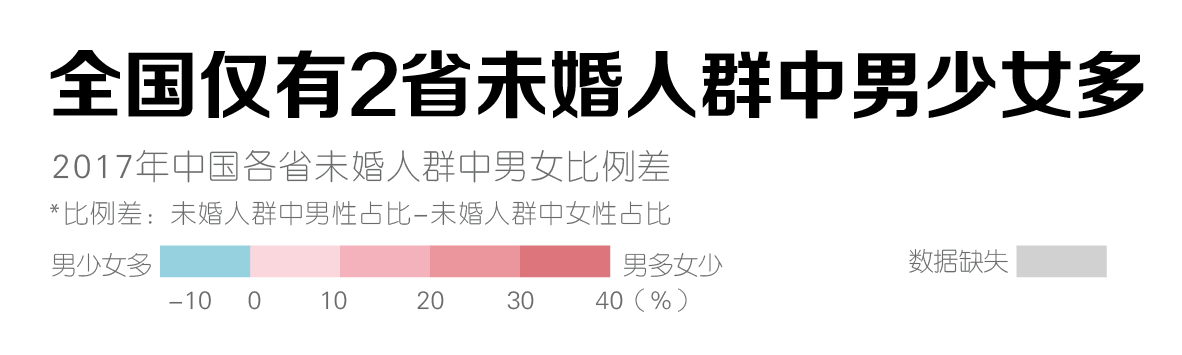 全国仅有2省未婚人群中男少女多
2017年中国各省未婚人群中男女比例差
*比例差：未婚人群中男性占比-未婚人群中女性占比
男少女多 男多女少 数据缺失
-10 0 10 20 30 40（%）